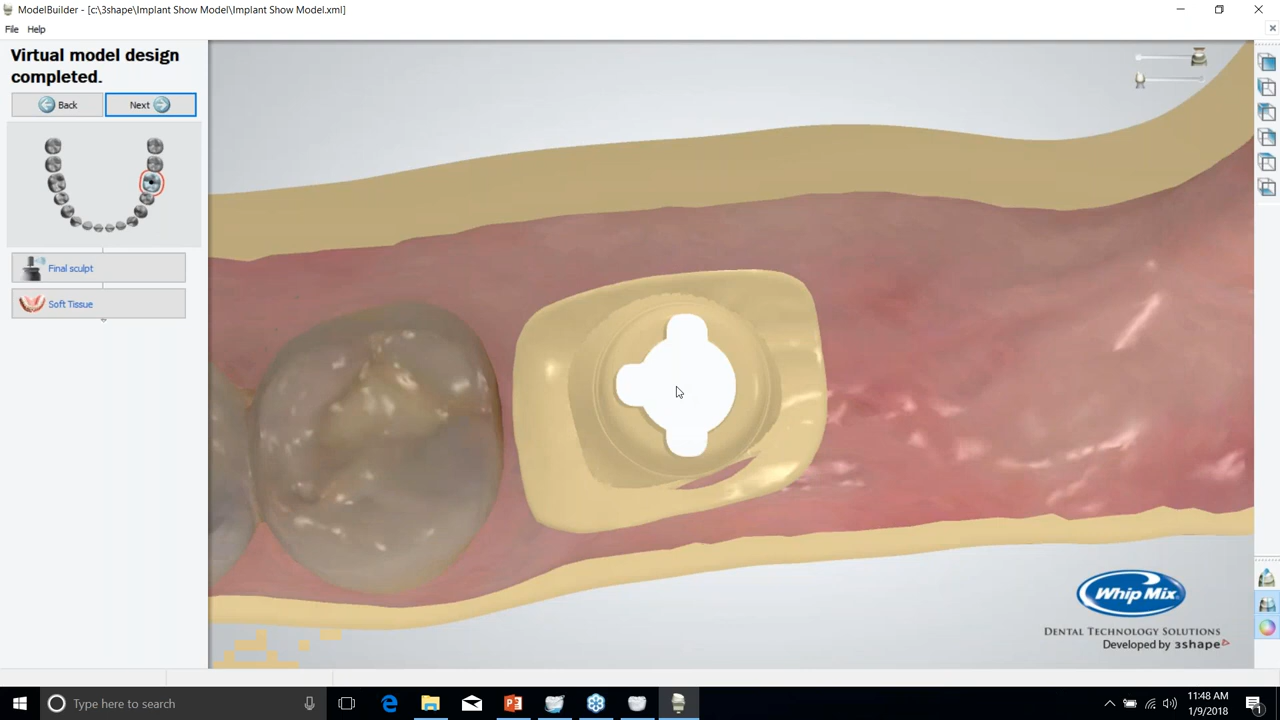 ModelBuilder - [c:\3shape\Implant Show Model\Implant Show Model.xml]
File Help
Virtual model design
completed.
Back Next
Final sculpt
Soft Tissue
Whip Mix
DENTAL TECHNOLOGY SOLUTIONS
Developed by 3shape
Type here to search
11:48 AM
1/9/2018
1